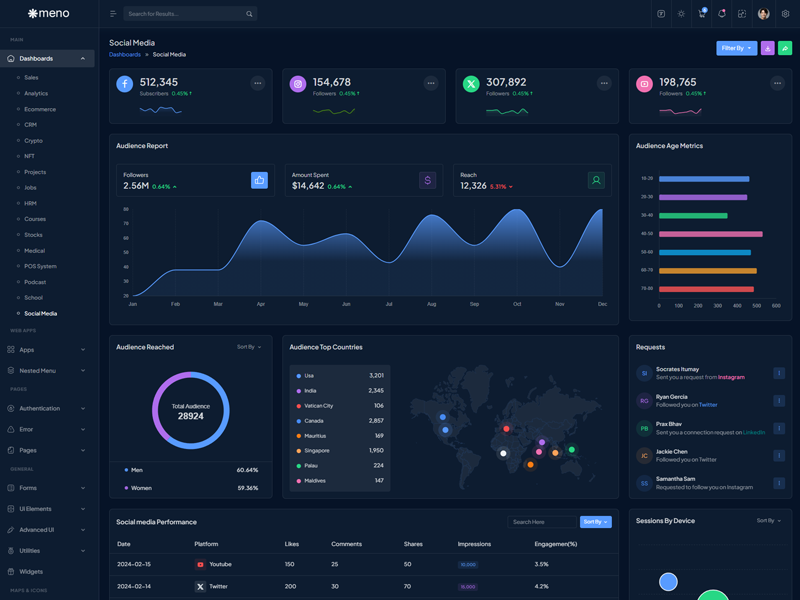 meno
Search for Results...
MAIN
Dashboards
Sales
Analytics
Ecommerce
CRM
Crypto
NFT
Projects
Jobs
HRM
Courses
Stocks
Medical
POS System
Podcast
School
Social Media
WEB APPS
Apps
Nested Menu
PAGES
Authentication
Error
Pages
GENERAL
Forms
UI Elements
Advanced UI
Utilities
Widgets
MAPS & ICONS
Social Media
Dashboards » Social Media
Filter By
512,345
Subscribers 0.45%
154,678
Followers 0.45%
307,892
Followers 0.45%
198,765
Followers 0.45%
Audience Report
Followers
2.56M 0.64%
Amount Spent
$14,642 0.64%
Reach
12,326 5.31%
90
80
70
60
50
40
30
20
Jan Feb Mar Apr May Jun Jul Aug Sep Oct Nov Dec
Audience Age Metrics
20-30
30-40
40-50
50-60
60-70
70-80
0 100 200 300 400 500 600
Audience Reached
Sort By
Total Audience
28924
Men 60.64%
Women 59.36%
Audience Top Countries
Usa 3,201
India 2,345
Vatican City 106
Canada 2,857
Mauritius 169
Singapore 1,950
Palau 224
Maldives 147
Requests
SI
Socrates Itumay
Sent you a request from Instagram
RG
Ryan Gercia
Followed you on Twitter
PB
Prax Bhav
Sent you a connection request on LinkedIn
JC
Jackie Chen
Followed you on Twitter
SS
Samantha Sam
Requested to follow you on Instagram
Social media Performance
Search Here
Sort By
Date Platform Likes Comments Shares Impressions Engagemen(%)
2024-02-15 Youtube 150 25 50 10,000 3.5%
2024-02-14 Twitter 200 30 70 15,000 4.2%
Sessions By Device
Sort By